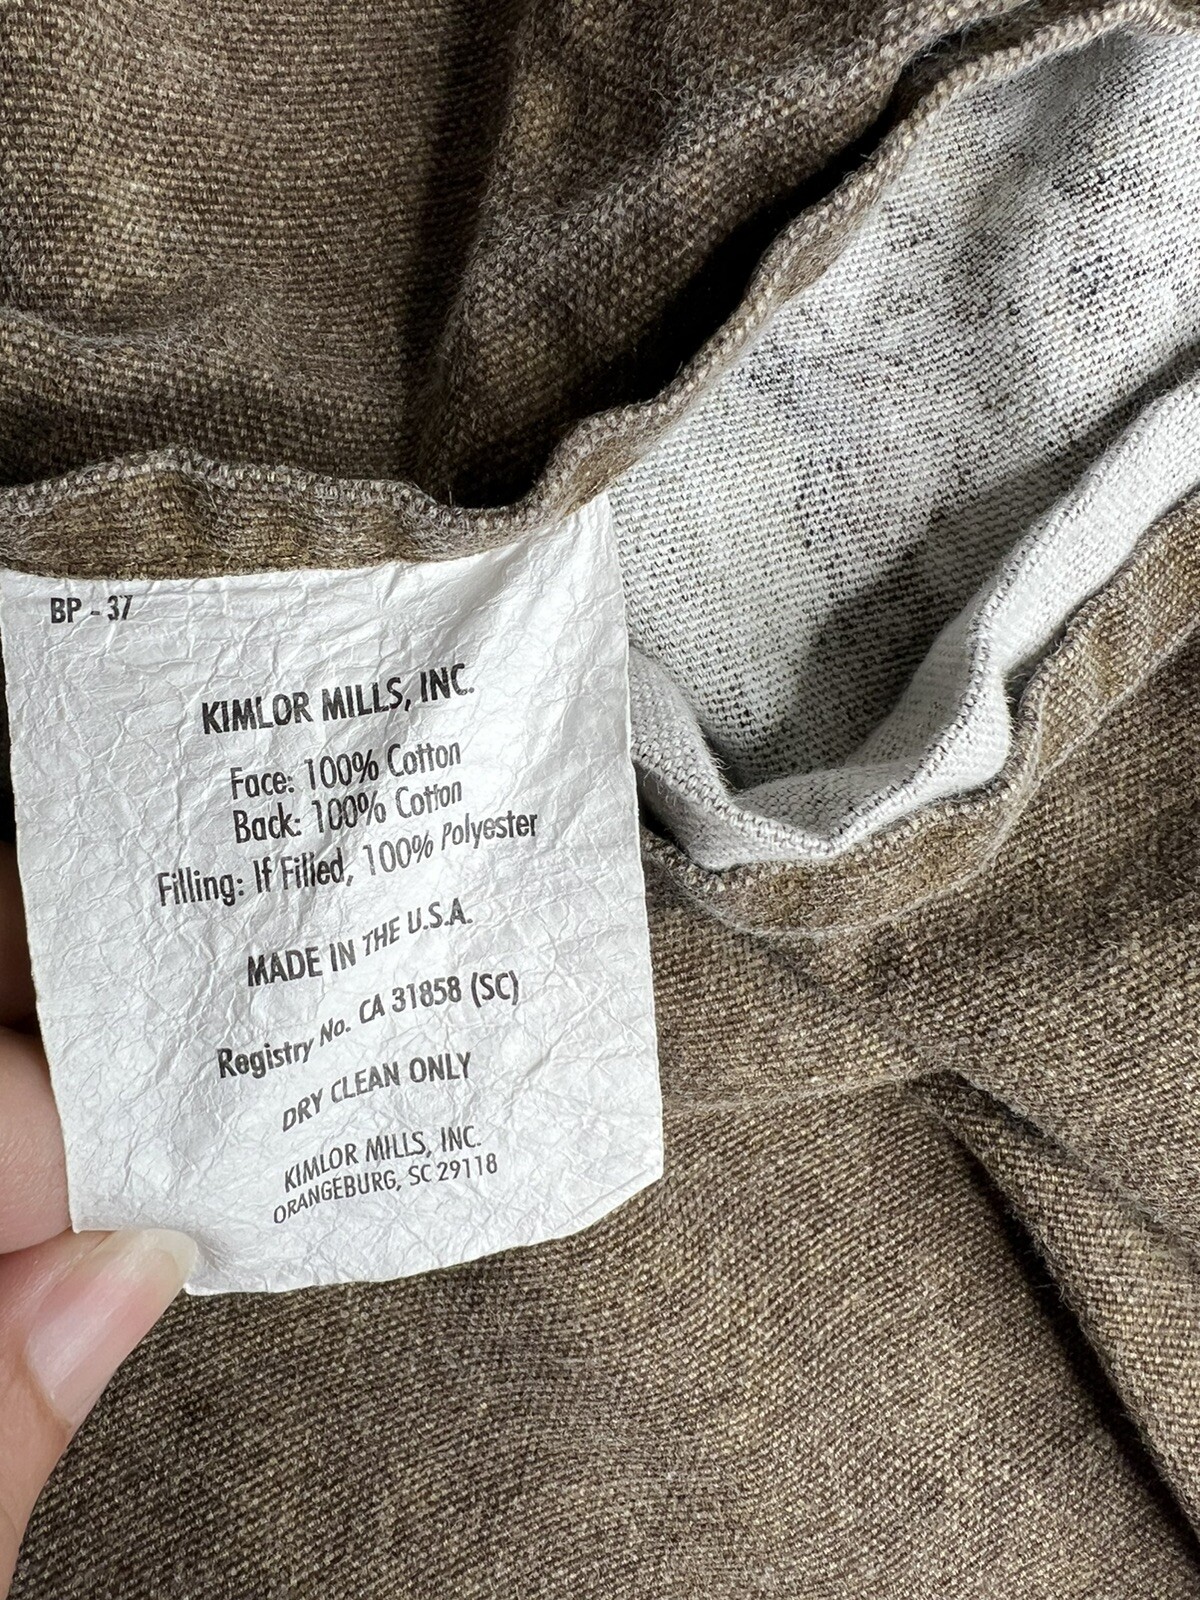 BP - 37
KIMLOR MILLS, INC.
Face: 100% Cotton
Back: 100% Cotton
Filling: If Filled, 100% Polyester
MADE IN THE U.S.A.
Registry No. CA 31858 (SC)
DRY CLEAN ONLY
KIMLOR MILLS, INC.
ORANGEBURG, SC 29118